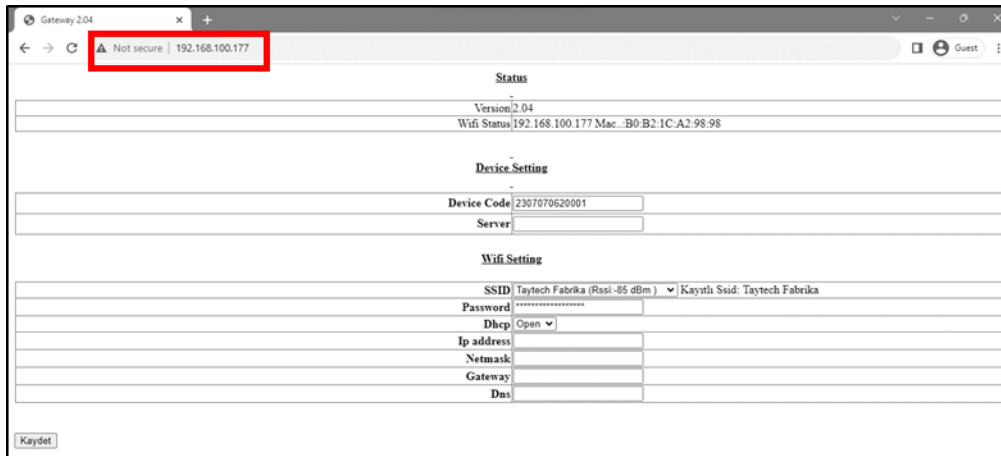 Gateway 2.04
Not secure | 192.168.100.177
Guest
Status
Version 2.04
Wifi Status 192.168.100.177 Mac..:B0:B2:1C:A2:98:98
Device Setting
Device Code 2307070620001
Server
Wifi Setting
SSID Taytech Fabrika (Rssi:-85 dBm ) Kayıtlı Ssid: Taytech Fabrika
Password ******************
Dhcp Open
Ip address
Netmask
Gateway
Dns
Kaydet